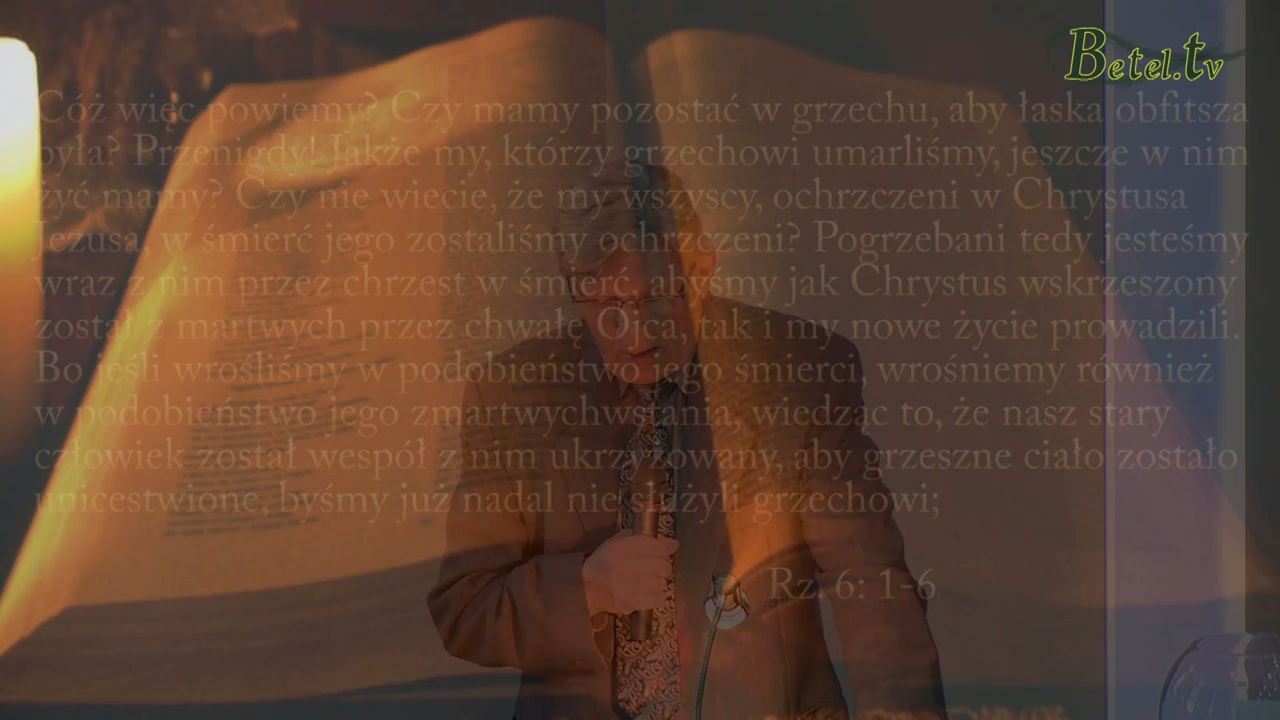 Betel.tv
Cóż więc powiemy? Czy mamy pozostać w grzechu, aby łaska obfitsza
była? Przenigdy! Jakże my, którzy grzechowi umarliśmy, jeszcze w nim
żyć mamy? Czy nie wiecie, że my wszyscy, ochrzczeni w Chrystusa
Jezusa, w śmierć jego zostaliśmy ochrzczeni? Pogrzebani tedy jesteśmy
wraz z nim przez chrzest w śmierć, abyśmy jak Chrystus wskrzeszony
został z martwych przez chwałę Ojca, tak i my nowe życie prowadzili.
Bo jeśli wrośliśmy w podobieństwo jego śmierci, wrośniemy również
w podobieństwo jego zmartwychwstania, wiedząc to, że nasz stary
człowiek został wespół z nim ukrzyżowany, aby grzeszne ciało zostało
unicestwione, byśmy już nadal nie służyli grzechowi;
Rz. 6: 1-6